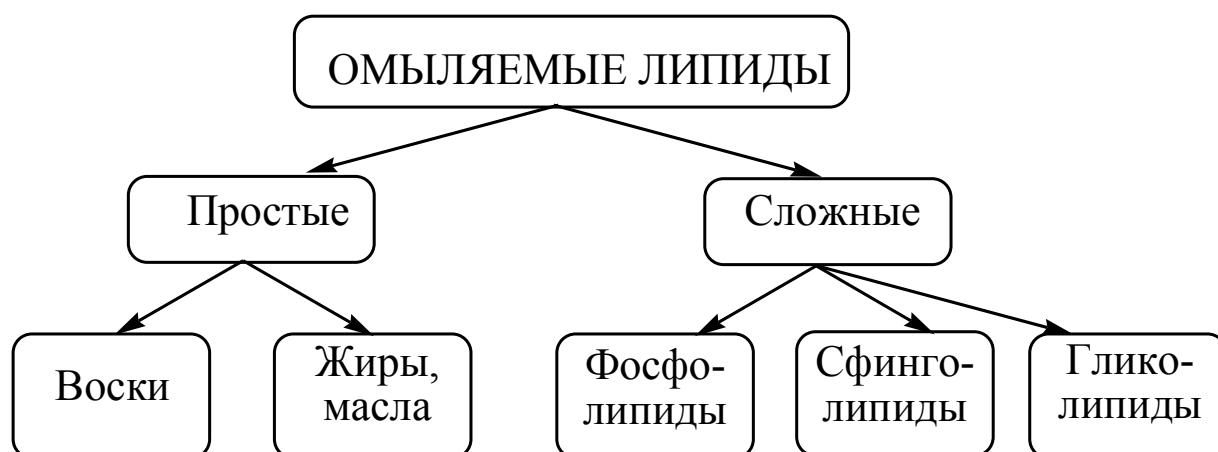 ОМЫЛЯЕМЫЕ ЛИПИДЫ
Простые
Сложные
Воски
Жиры,
масла
Фосфо-
липиды
Сфинго-
липиды
Глико-
липиды